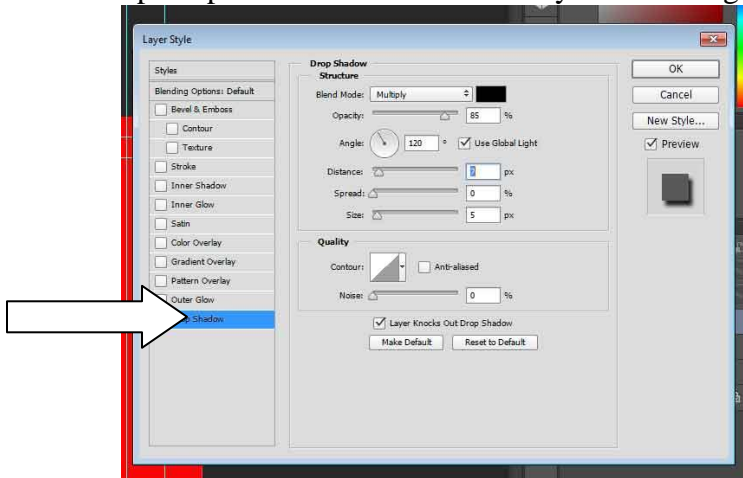 Layer Style
Styles
Blending Options: Default
Bevel & Emboss
Contour
Texture
Stroke
Inner Shadow
Inner Glow
Satin
Color Overlay
Gradient Overlay
Pattern Overlay
Outer Glow
Shadow
Drop Shadow
Structure
Blend Mode: Multiply
Opacity: 85 %
Angle: 120 ° Use Global Light
Distance: 7 px
Spread: 0 %
Size: 5 px
Quality
Contour: Anti-aliased
Noise: 0 %
Layer Knocks Out Drop Shadow
Make Default Reset to Default
OK
Cancel
New Style...
Preview